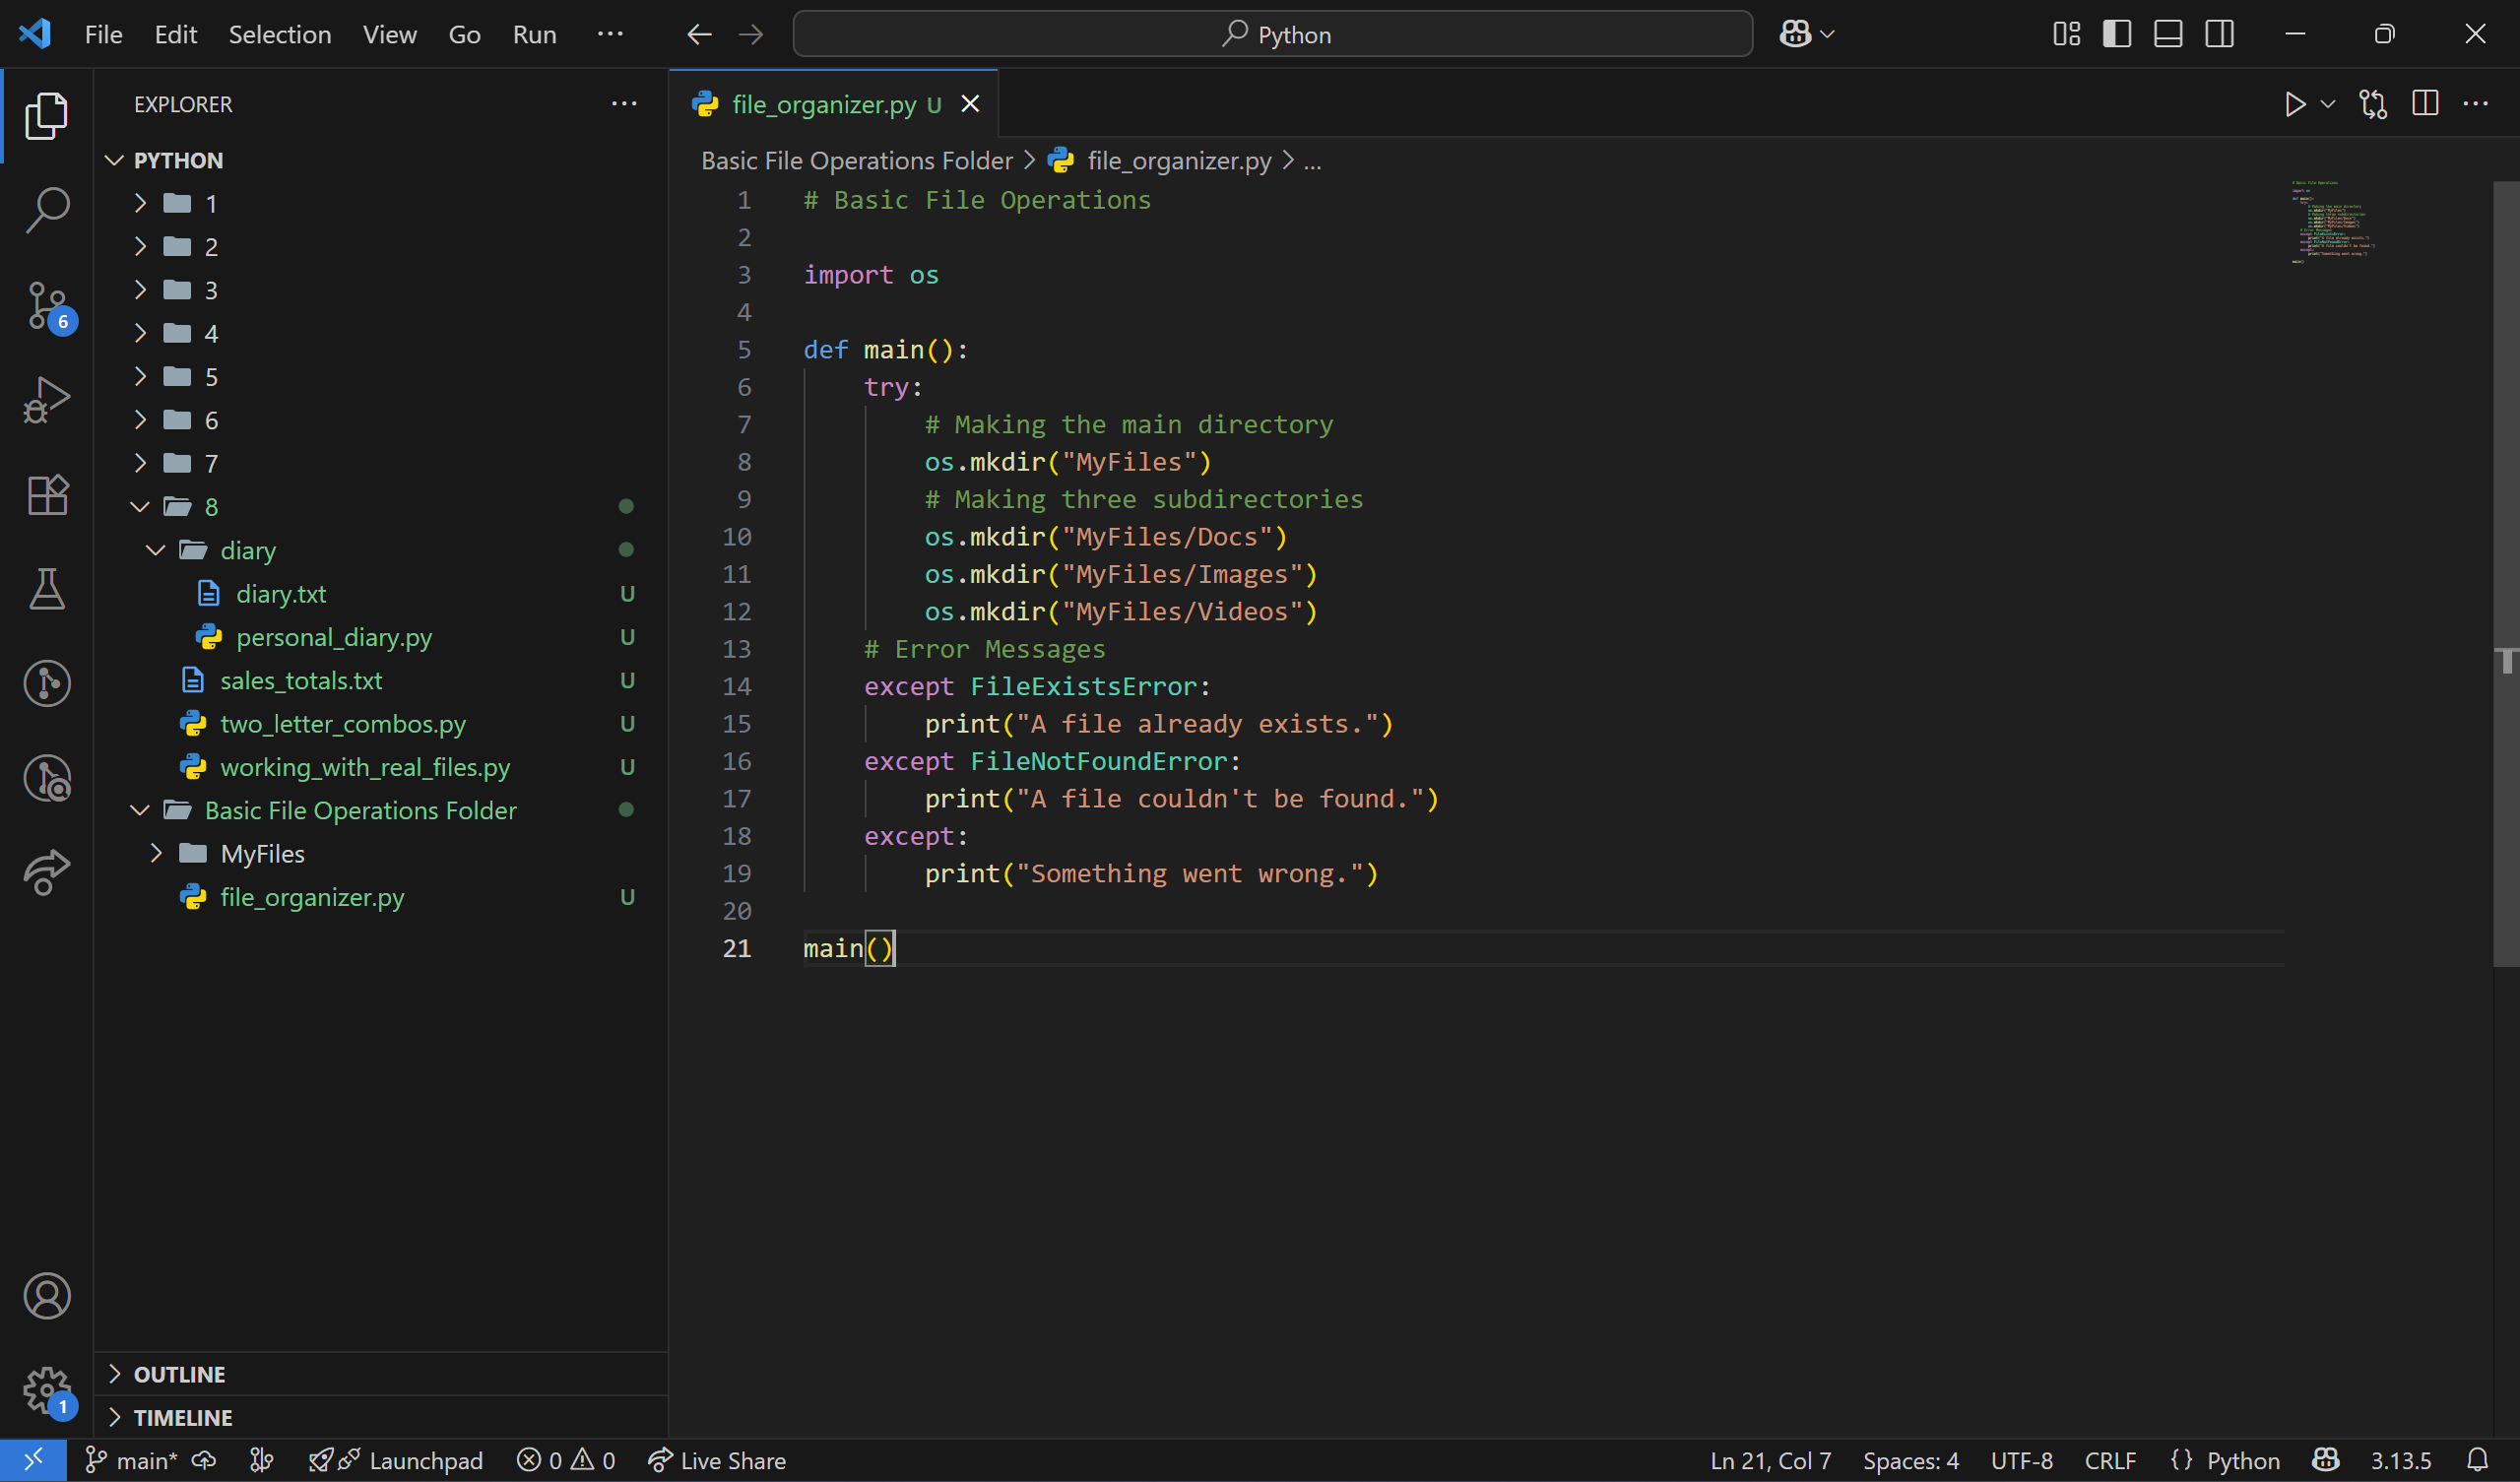 File Edit Selection View Go Run ··· Python
EXPLORER ···
PYTHON
1
2
3
4
5
6
7
8
diary
diary.txt U
personal_diary.py U
sales_totals.txt U
two_letter_combos.py U
working_with_real_files.py U
Basic File Operations Folder
MyFiles
file_organizer.py U
OUTLINE
TIMELINE
6
1
file_organizer.py U
Basic File Operations Folder > file_organizer.py > ...
1 # Basic File Operations
2
3 import os
4
5 def main():
6     try:
7         # Making the main directory
8         os.mkdir("MyFiles")
9         # Making three subdirectories
10         os.mkdir("MyFiles/Docs")
11         os.mkdir("MyFiles/Images")
12         os.mkdir("MyFiles/Videos")
13     # Error Messages
14     except FileExistsError:
15         print("A file already exists.")
16     except FileNotFoundError:
17         print("A file couldn't be found.")
18     except:
19         print("Something went wrong.")
20
21 main()
main* Launchpad 0 0 Live Share Ln 21, Col 7 Spaces: 4 UTF-8 CRLF {} Python 3.13.5